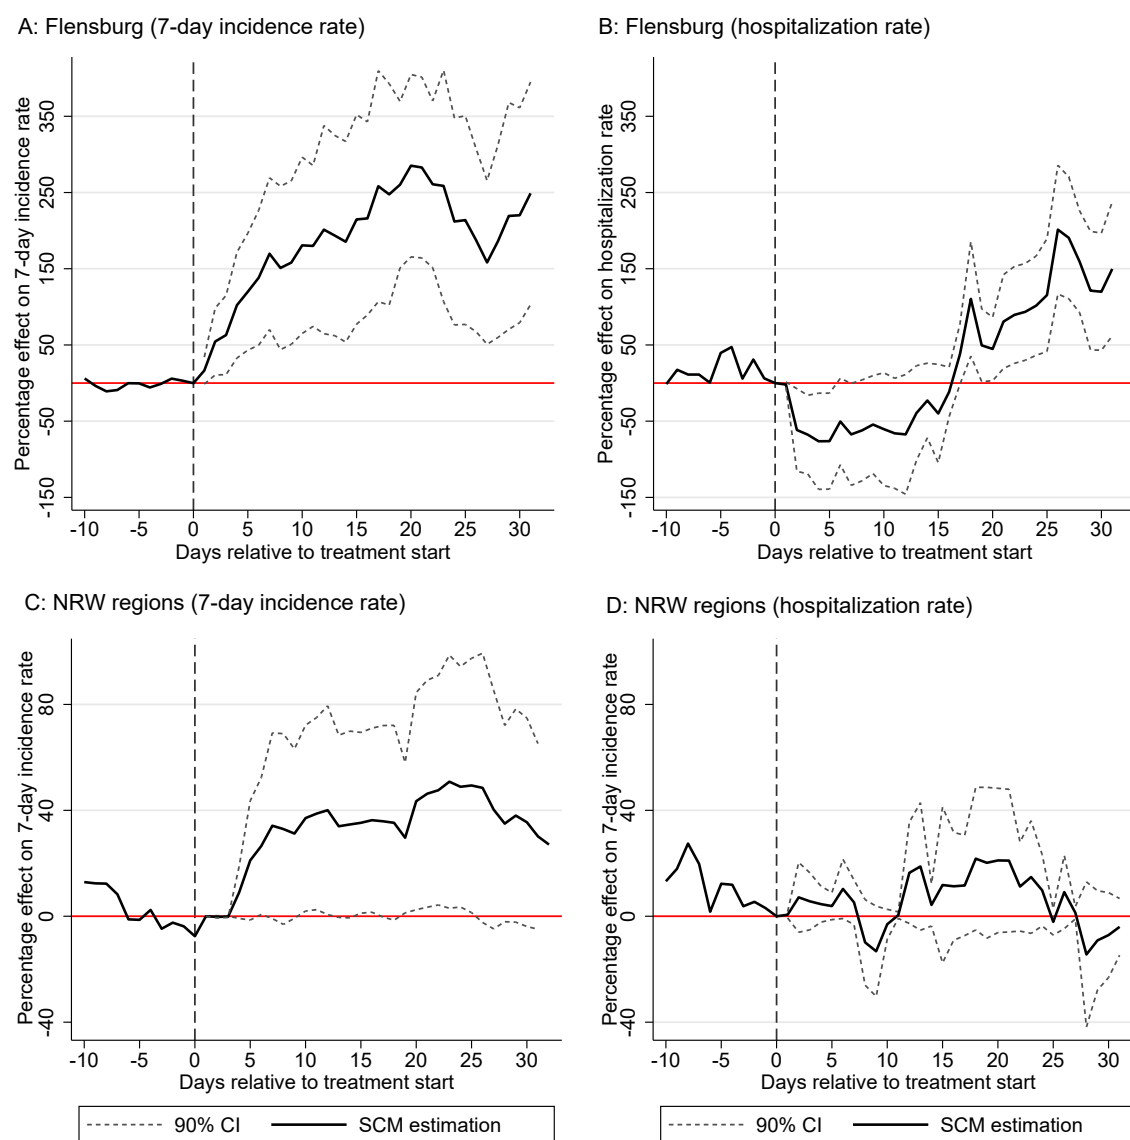 A: Flensburg (7-day incidence rate)
Percentage effect on 7-day incidence rate
350
250
150
50
-50
-150
-10 -5 0 5 10 15 20 25 30
Days relative to treatment start
B: Flensburg (hospitalization rate)
Percentage effect on hospitalization rate
350
250
150
50
-50
-150
-10 -5 0 5 10 15 20 25 30
Days relative to treatment start
C: NRW regions (7-day incidence rate)
Percentage effect on 7-day incidence rate
80
40
0
-40
-10 -5 0 5 10 15 20 25 30
Days relative to treatment start
90% CI SCM estimation
D: NRW regions (hospitalization rate)
Percentage effect on 7-day incidence rate
80
40
0
-40
-10 -5 0 5 10 15 20 25 30
Days relative to treatment start
90% CI SCM estimation